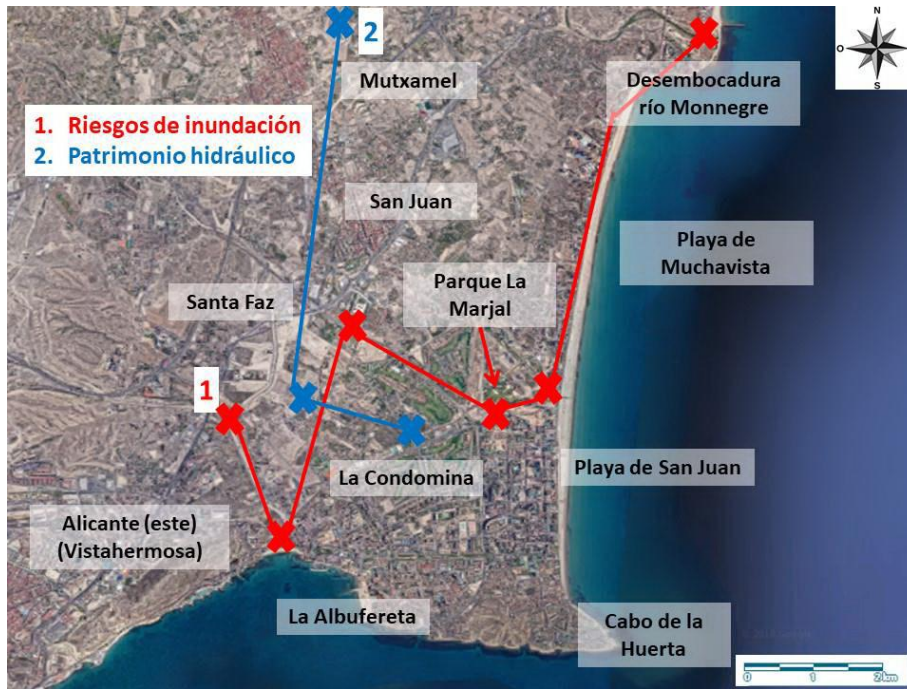 N
O
E
S
2
Mutxamel
Desembocadura
río Monnegre
1. Riesgos de inundación
2. Patrimonio hidráulico
San Juan
Playa de
Muchavista
Parque La
Marjal
Santa Faz
1
La Condomina
Playa de San Juan
Alicante (este)
(Vistahermosa)
La Albufereta
Cabo de la
Huerta
0 1 2 km